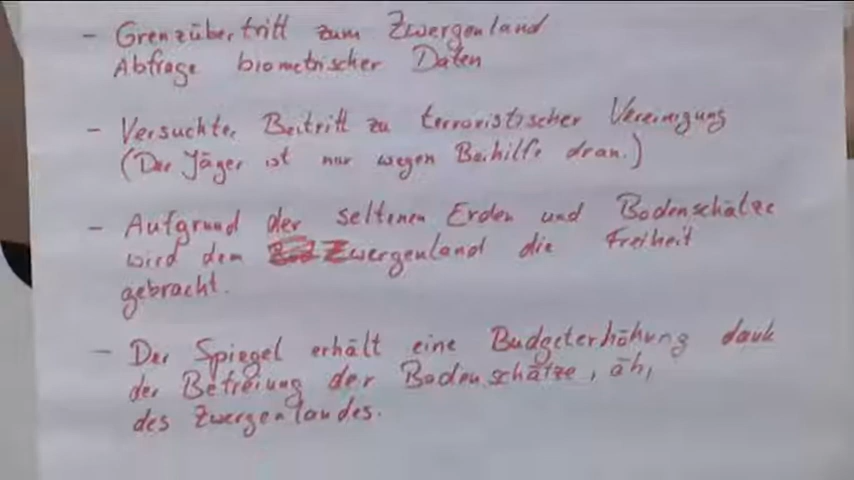 - Grenzübertritt zum Zwergenland
Abfrage biometrischer Daten
- Versuchter Beitritt zu terroristischer Vereinigung
(Der Jäger ist nur wegen Beihilfe dran.)
- Aufgrund der seltenen Erden und Bodenschätze
wird dem Zwergenland die Freiheit
gebracht.
- Der Spiegel erhält eine Budgeterhöhung dank
der Befreiung der Bodenschätze, äh,
des Zwergenlandes.